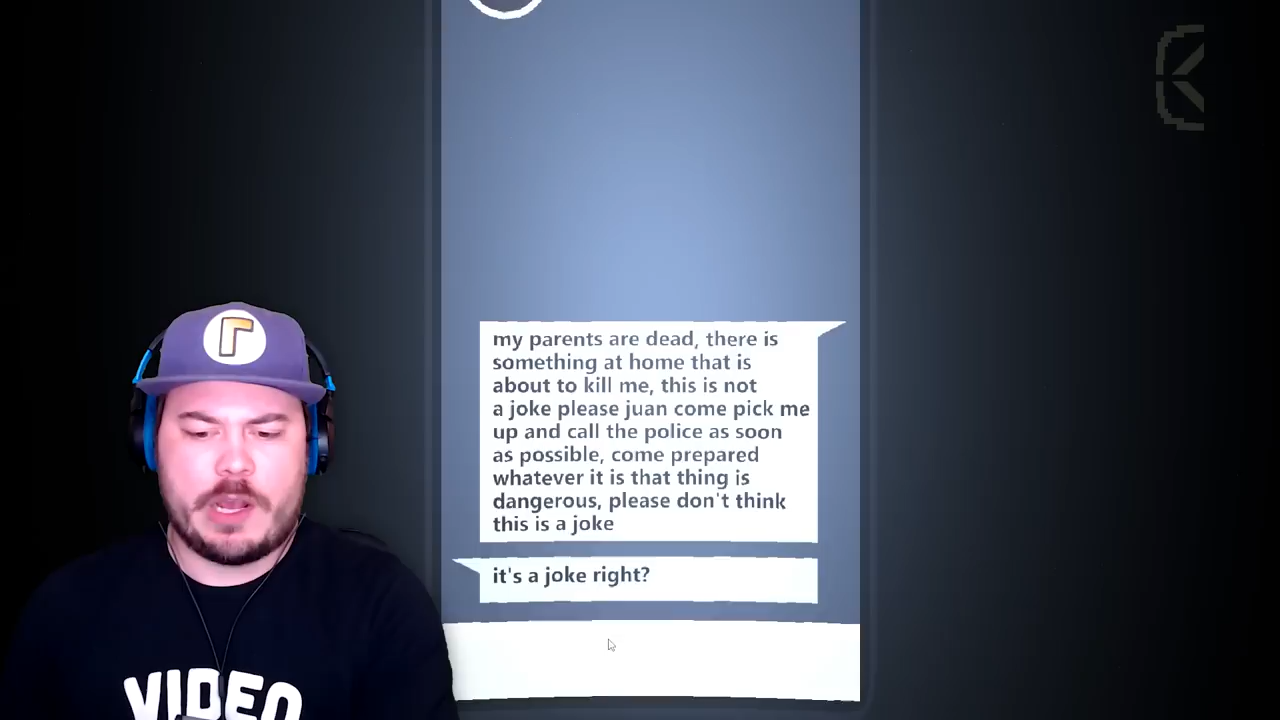 my parents are dead, there is
something at home that is
about to kill me, this is not
a joke please juan come pick me
up and call the police as soon
as possible, come prepared
whatever it is that thing is
dangerous, please don't think
this is a joke
it's a joke right?
VIDEO